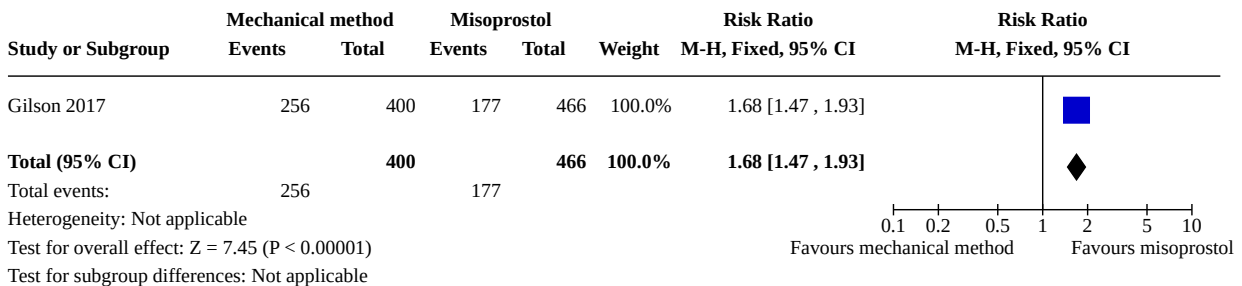 Mechanical method Misoprostol Risk Ratio Risk Ratio
Study or Subgroup Events Total Events Total Weight M-H, Fixed, 95% CI M-H, Fixed, 95% CI
Gilson 2017 256 400 177 466 100.0% 1.68 [1.47 , 1.93]
Total (95% CI) 400 466 100.0% 1.68 [1.47 , 1.93]
Total events: 256 177
Heterogeneity: Not applicable 0.1 0.2 0.5 1 2 5 10
Test for overall effect: Z = 7.45 (P < 0.00001) Favours mechanical method Favours misoprostol
Test for subgroup differences: Not applicable